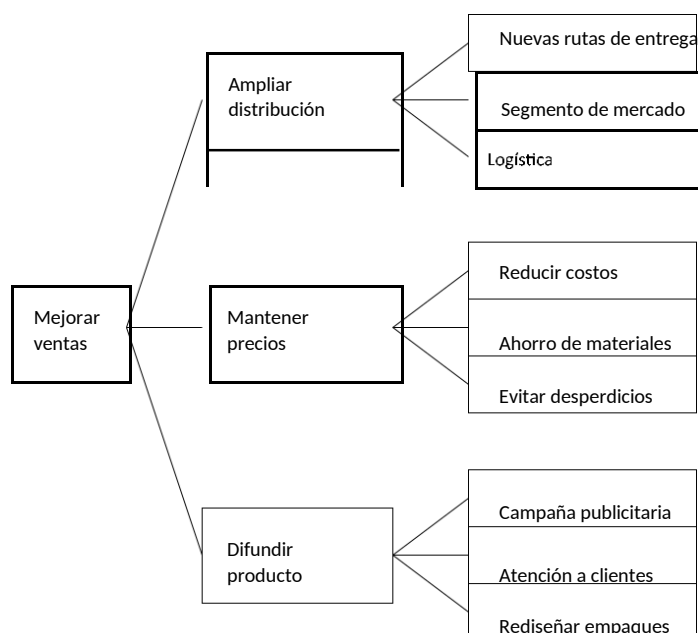 Nuevas rutas de entrega
Ampliar
distribución
Segmento de mercado
Logística
Mejorar
ventas
Mantener
precios
Reducir costos
Ahorro de materiales
Evitar desperdicios
Difundir
producto
Campaña publicitaria
Atención a clientes
Rediseñar empaques